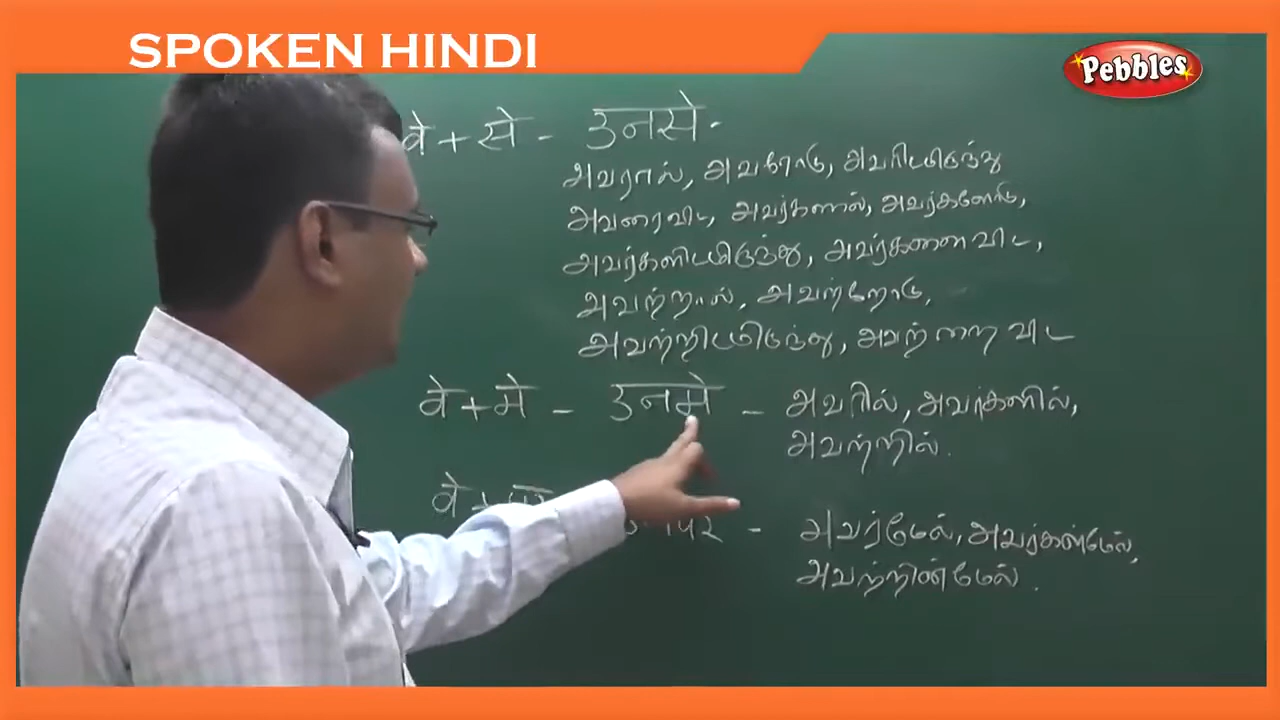 SPOKEN HINDI
Pebbles
वे + से - उनसे -
அவரால், அவரோடு, அவரிடமிருந்து
அவரைவிட, அவர்களால், அவர்களோடு,
அவர்களிடமிருந்து, அவர்களைவிட,
அவற்றால், அவற்றோடு,
அவற்றிடமிருந்து, அவற்றைவிட
वे + मे - उनमे - அவரில், அவர்களில்,
அவற்றில்.
वे + पर
- அவர்மேல், அவர்கள்மேல்,
அவற்றின்மேல்.